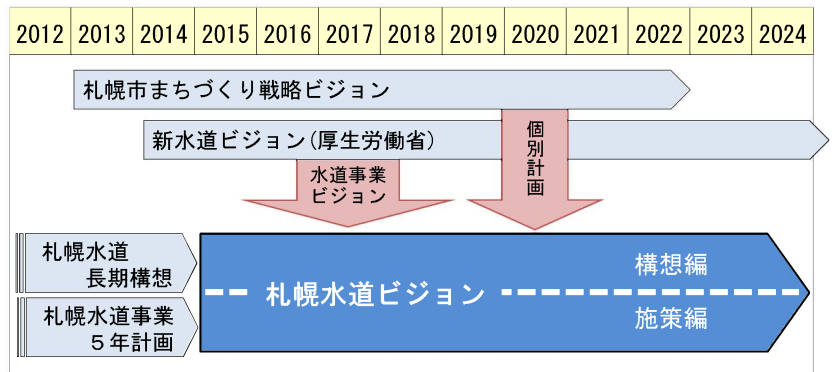 2012 2013 2014 2015 2016 2017 2018 2019 2020 2021 2022 2023 2024
札幌市まちづくり戦略ビジョン
新水道ビジョン(厚生労働省)
水道事業
ビジョン
個別計画
札幌水道
長期構想
札幌水道事業
５年計画
札幌水道ビジョン
構想編
施策編